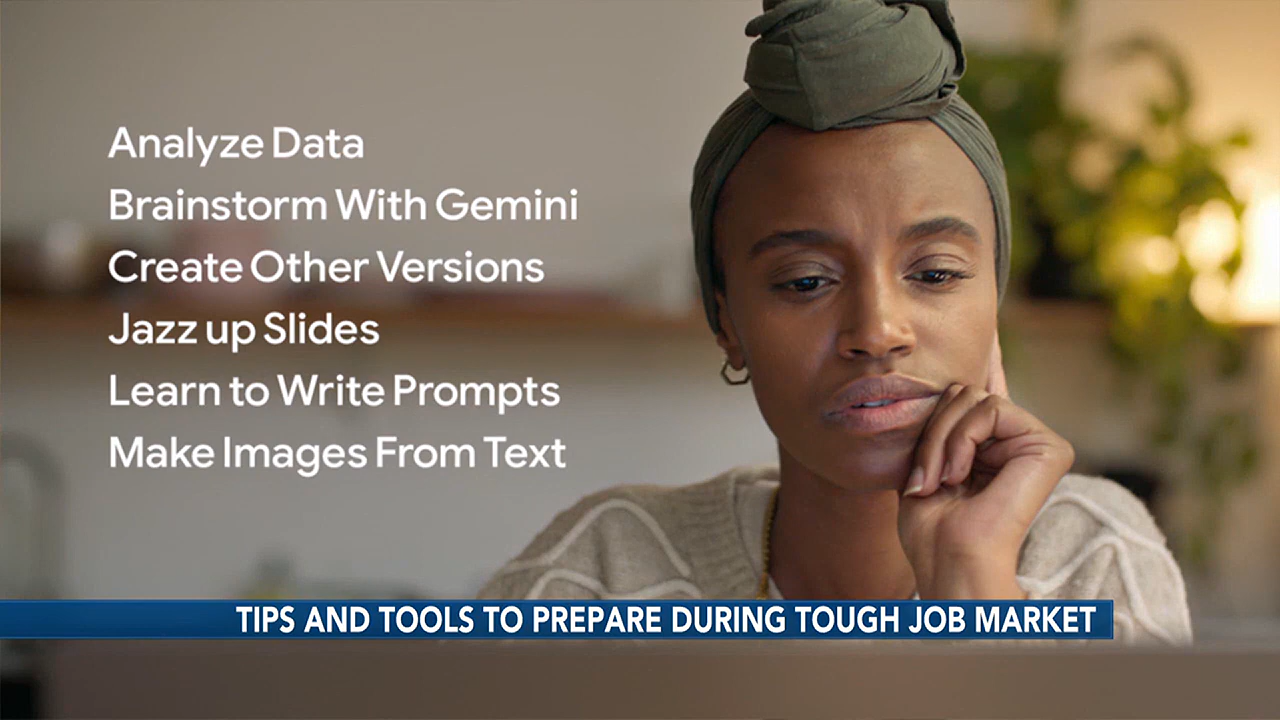 Analyze Data
Brainstorm With Gemini
Create Other Versions
Jazz up Slides
Learn to Write Prompts
Make Images From Text
TIPS AND TOOLS TO PREPARE DURING TOUGH JOB MARKET